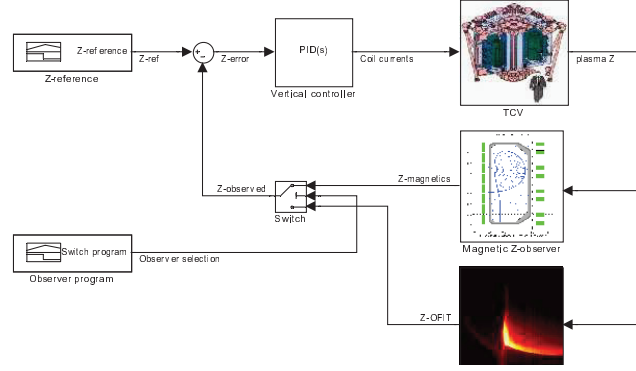 Z-reference
Z-reference
Z-ref
+
-
Z-error
PID(s)
Vertical controller
Coil currents
TCV
plasma Z
Z-magnetics
Z-observed
Switch
Magnetic Z-observer
Switch program
Observer program
Observer selection
Z-OFIT